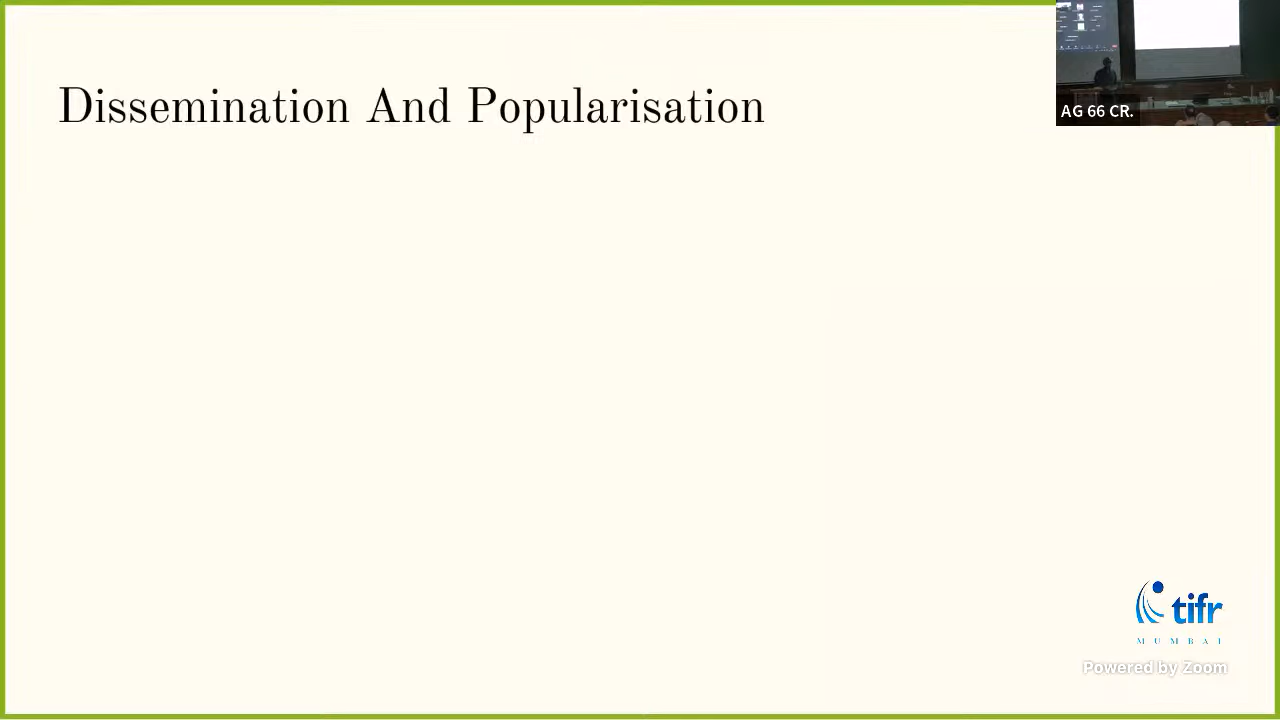 Dissemination And Popularisation
AG 66 CR.
tifr
MUMBAI
Powered by Zoom